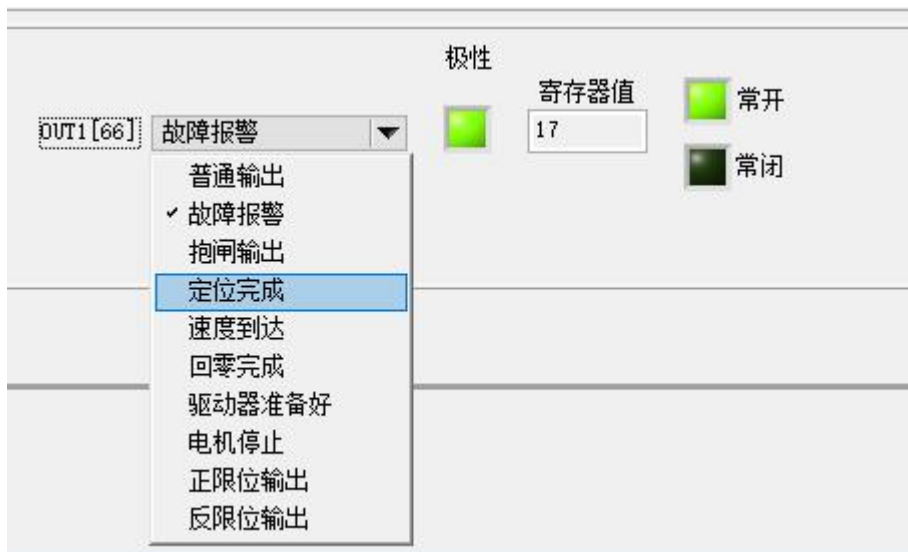 极性
寄存器值
常开
OUT1[66]
故障报警
17
常闭
普通输出
故障报警
抱闸输出
定位完成
速度到达
回零完成
驱动器准备好
电机停止
正限位输出
反限位输出